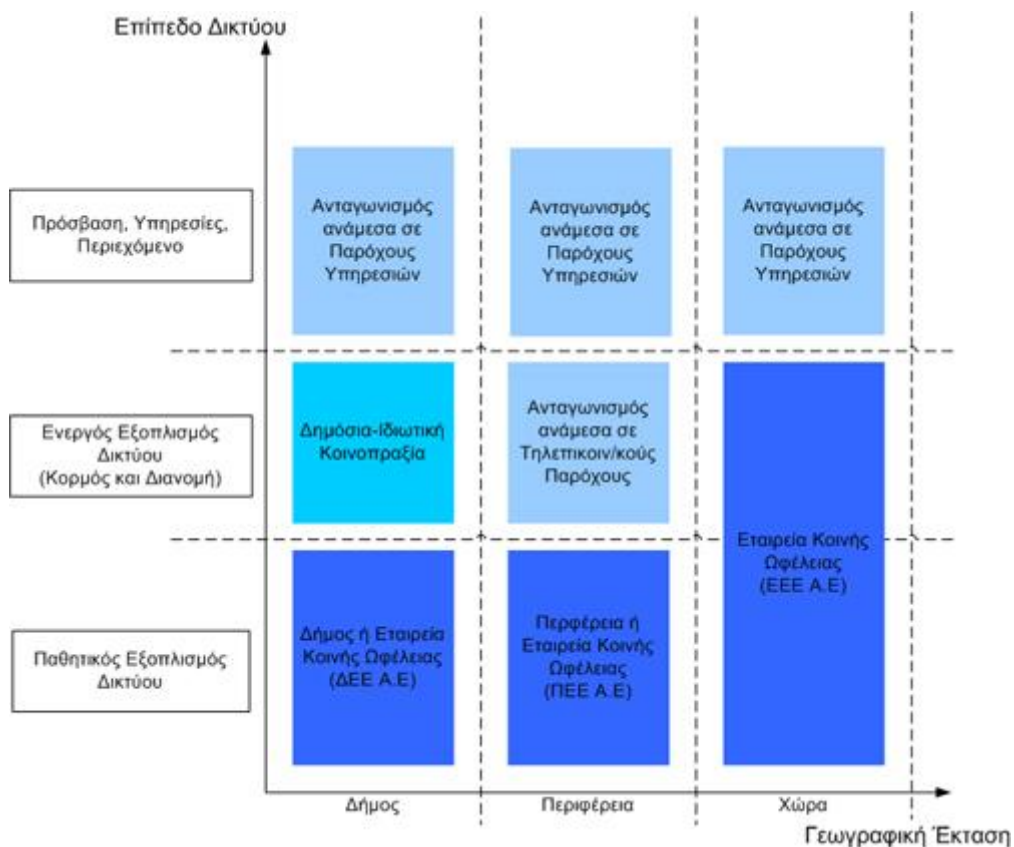 Επίπεδο Δικτύου
Πρόσβαση, Υπηρεσίες,
Περιεχόμενο
Ανταγωνισμός
ανάμεσα σε
Παρόχους
Υπηρεσιών
Ανταγωνισμός
ανάμεσα σε
Παρόχους
Υπηρεσιών
Ανταγωνισμός
ανάμεσα σε
Παρόχους
Υπηρεσιών
Ενεργός Εξοπλισμός
Δικτύου
(Κορμός και Διανομή)
Δημόσια-Ιδιωτική
Κοινοπραξία
Ανταγωνισμός
ανάμεσα σε
Τηλεπικοιν/κούς
Παρόχους
Εταιρεία Κοινής
Ωφέλειας
(ΕΕΕ Α.Ε)
Παθητικός Εξοπλισμός
Δικτύου
Δήμος ή Εταιρεία
Κοινής Ωφέλειας
(ΔΕΕ Α.Ε)
Περφέρεια ή
Εταιρεία Κοινής
Ωφέλειας
(ΠΕΕ Α.Ε)
Δήμος
Περιφέρεια
Χώρα
Γεωγραφική Έκταση